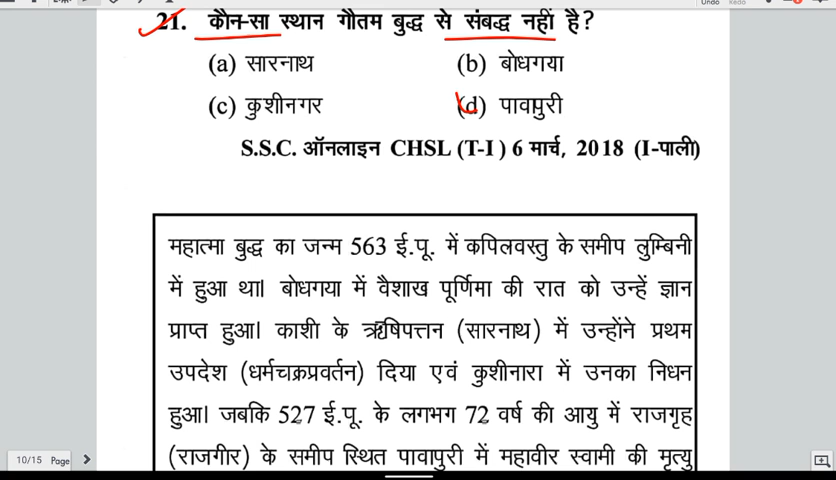 Undo Redo
21. कौन-सा स्थान गौतम बुद्ध से संबद्ध नहीं है?
(a) सारनाथ (b) बोधगया
(c) कुशीनगर (d) पावापुरी
S.S.C. ऑनलाइन CHSL (T-I) 6 मार्च, 2018 (I-पाली)
महात्मा बुद्ध का जन्म 563 ई.पू. में कपिलवस्तु के समीप लुम्बिनी
में हुआ था। बोधगया में वैशाख पूर्णिमा की रात को उन्हें ज्ञान
प्राप्त हुआ। काशी के ऋषिपत्तन (सारनाथ) में उन्होंने प्रथम
उपदेश (धर्मचक्रप्रवर्तन) दिया एवं कुशीनारा में उनका निधन
हुआ। जबकि 527 ई.पू. के लगभग 72 वर्ष की आयु में राजगृह
(राजगीर) के समीप स्थित पावापुरी में महावीर स्वामी की मृत्यु
10/15 Page